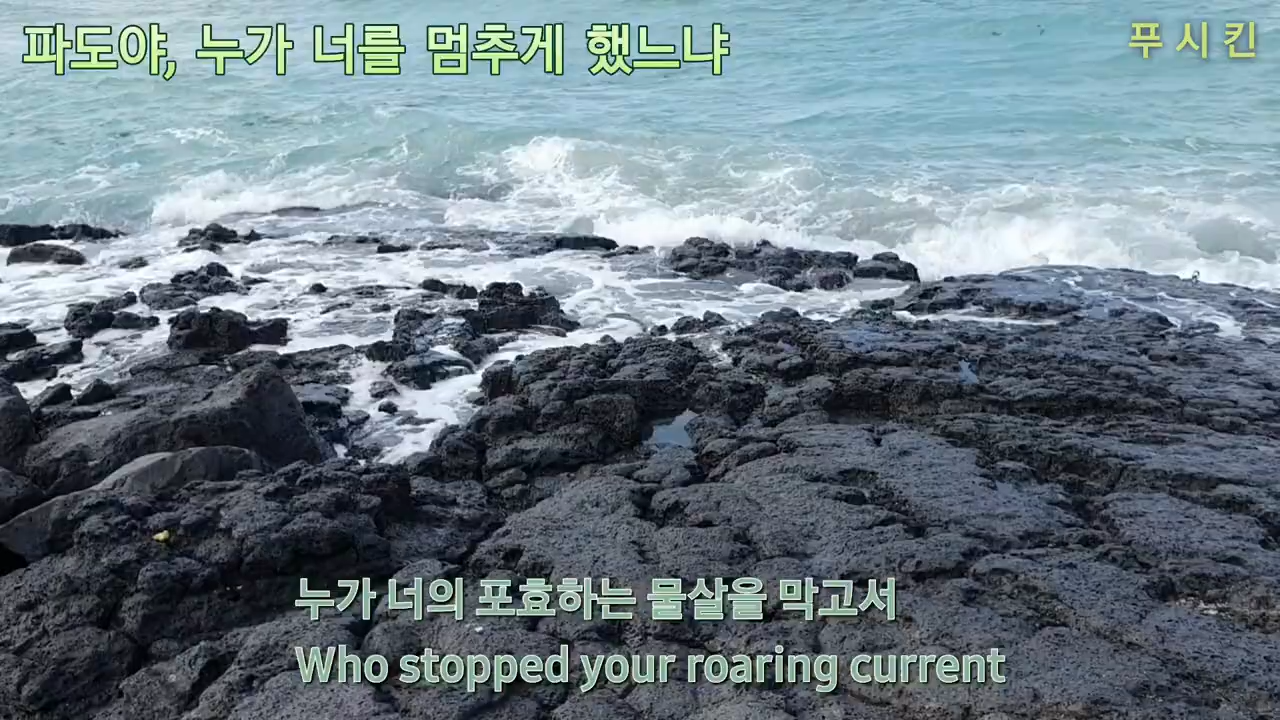 파도야, 누가 너를 멈추게 했느냐
푸시킨
누가 너의 포효하는 물살을 막고서
Who stopped your roaring current